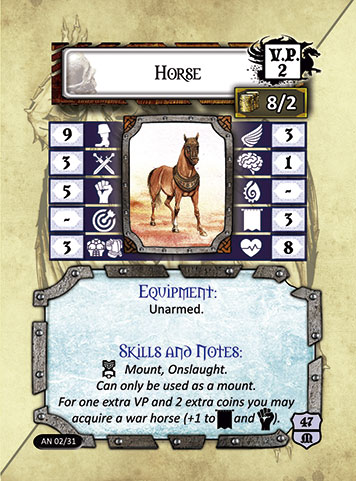 Horse
V.P.
2
8/2
9 3
3 1
5 -
- -
3 8
Equipment:
Unarmed.
Skills and Notes:
Mount, Onslaught.
Can only be used as a mount.
For one extra VP and 2 extra coins you may
acquire a war horse (+1 to and ).
47
M
AN 02/31